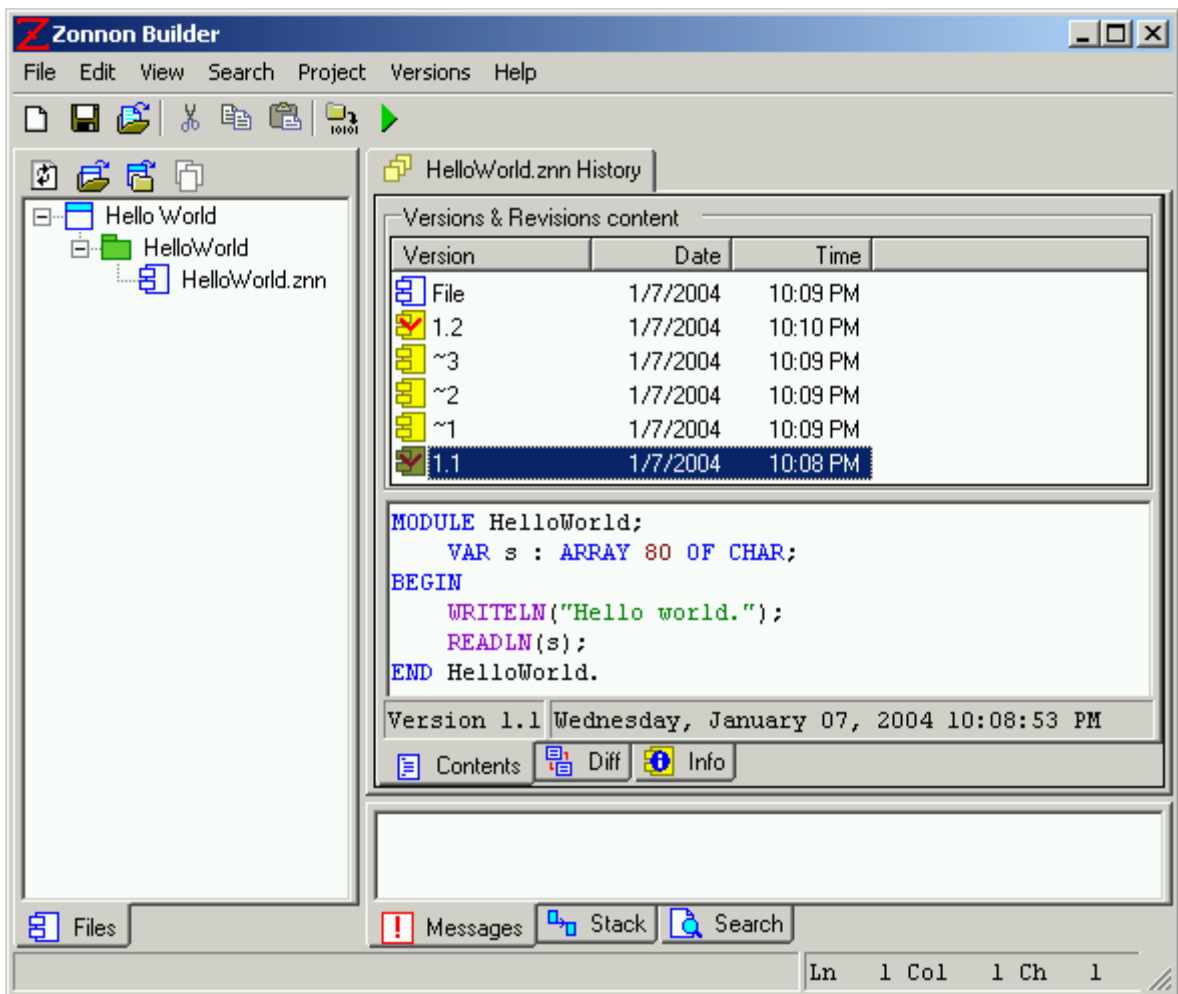 Zonnon Builder
File Edit View Search Project Versions Help
HelloWorld.znn History
Hello World
HelloWorld
HelloWorld.znn
Versions & Revisions content
Version Date Time
File 1/7/2004 10:09 PM
1.2 1/7/2004 10:10 PM
~3 1/7/2004 10:09 PM
~2 1/7/2004 10:09 PM
~1 1/7/2004 10:09 PM
1.1 1/7/2004 10:08 PM
MODULE HelloWorld;
VAR s : ARRAY 80 OF CHAR;
BEGIN
WRITELN("Hello world.");
READLN(s);
END HelloWorld.
Version 1.1 Wednesday, January 07, 2004 10:08:53 PM
Contents Diff Info
Files
Messages Stack Search
Ln 1 Col 1 Ch 1